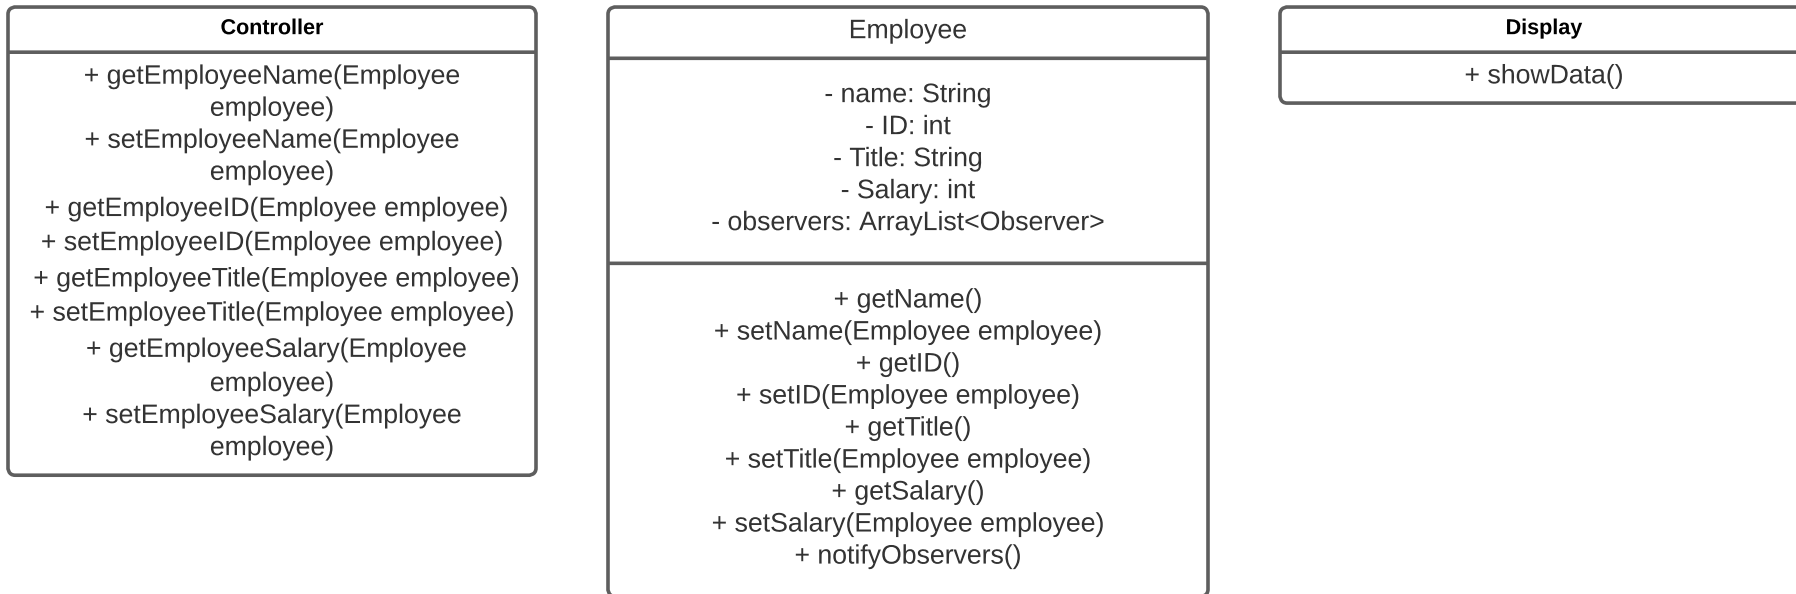 Controller
+ getEmployeeName(Employee
employee)
+ setEmployeeName(Employee
employee)
+ getEmployeeID(Employee employee)
+ setEmployeeID(Employee employee)
+ getEmployeeTitle(Employee employee)
+ setEmployeeTitle(Employee employee)
+ getEmployeeSalary(Employee
employee)
+ setEmployeeSalary(Employee
employee)
Employee
- name: String
- ID: int
- Title: String
- Salary: int
- observers: ArrayList<Observer>
+ getName()
+ setName(Employee employee)
+ getID()
+ setID(Employee employee)
+ getTitle()
+ setTitle(Employee employee)
+ getSalary()
+ setSalary(Employee employee)
+ notifyObservers()
Display
+ showData()